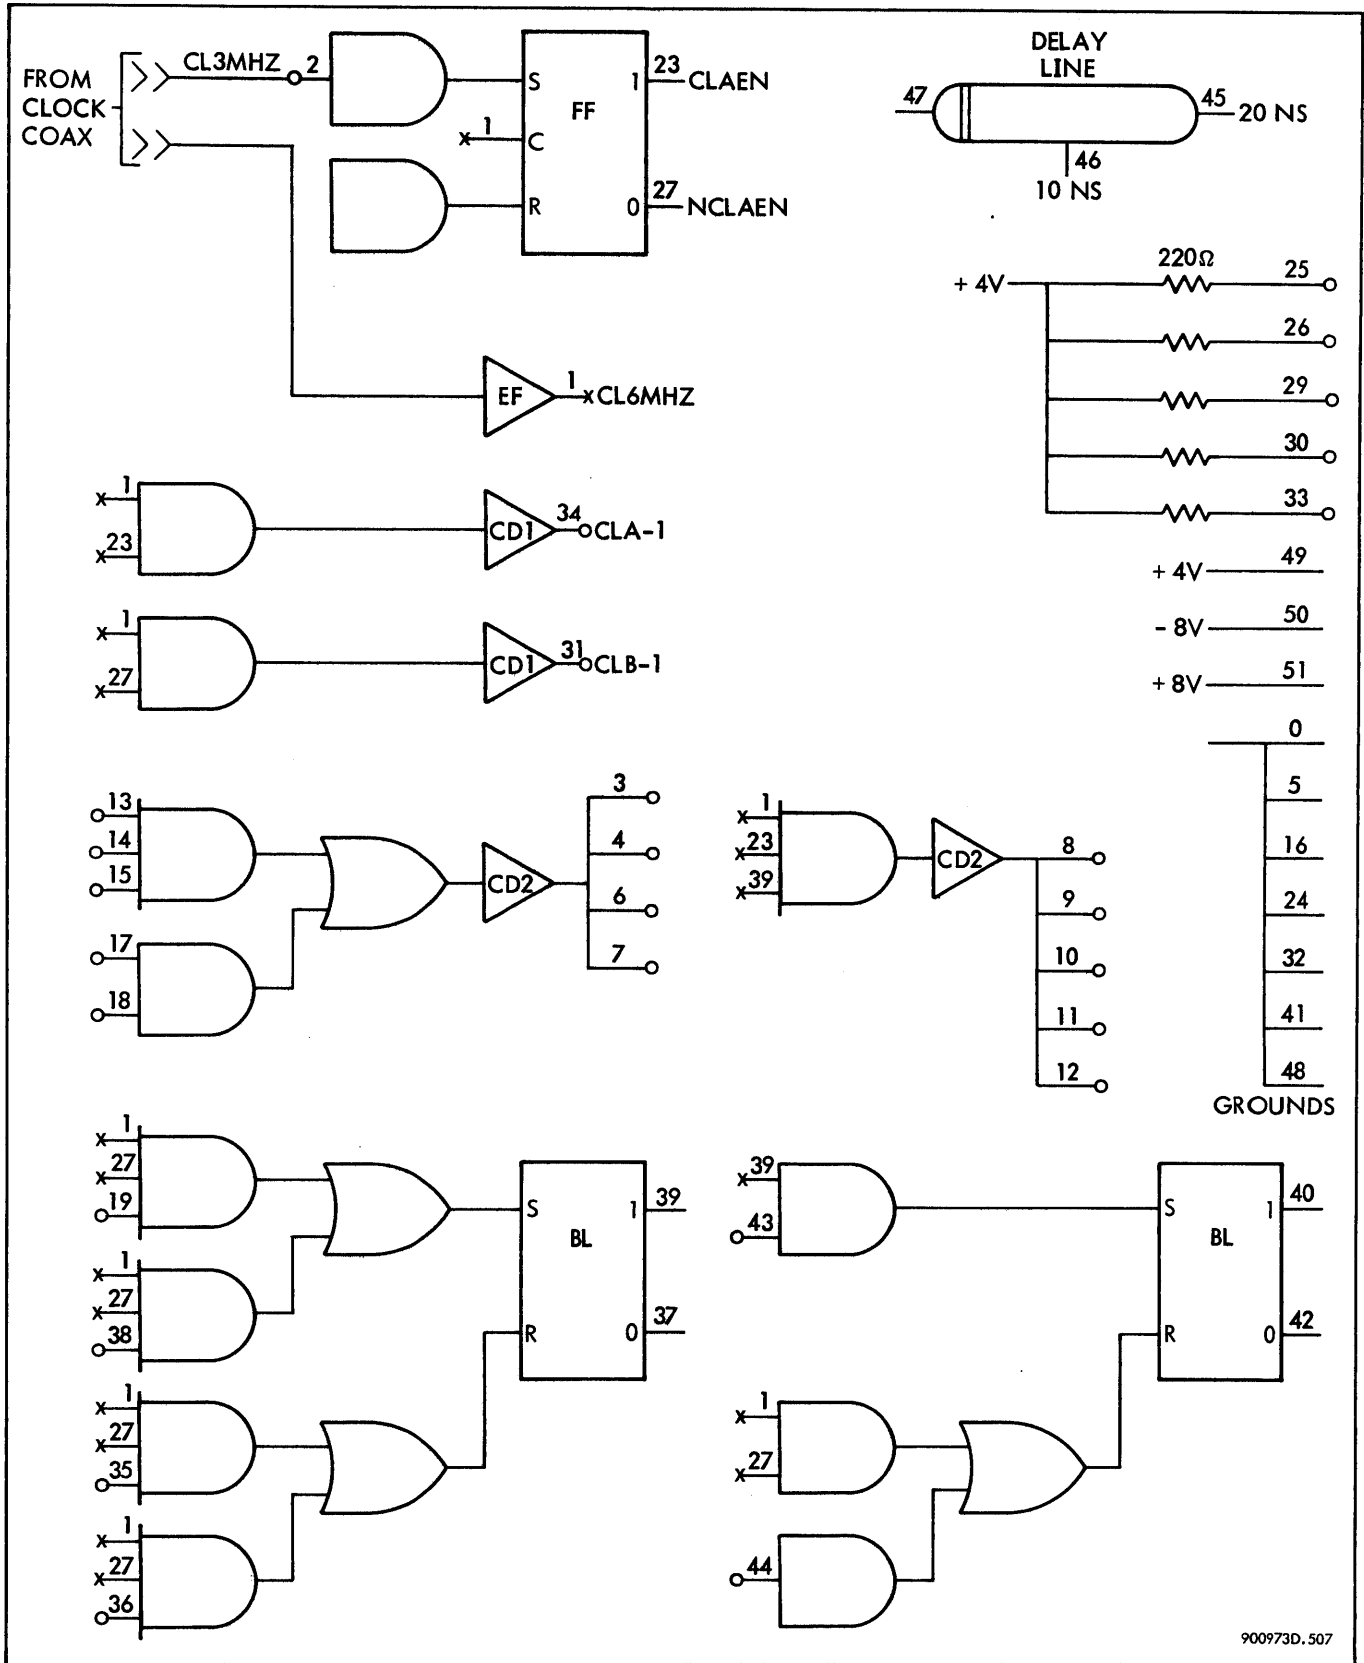 FROM
CLOCK
COAX
CL3MHZ 2
S 1 23 CLAEN
FF
1 C
R 0 27 NCLAEN
DELAY
LINE
47 45 20 NS
46
10 NS
220Ω
+ 4V 25
26
29
30
33
+ 4V 49
- 8V 50
+ 8V 51
EF 1 x CL6MHZ
x 1
x 23
CD1 34 CLA-1
x 1
x 27
CD1 31 CLB-1
13
14
15
17
18
CD2
3
4
6
7
x 1
x 23
x 39
CD2
8
9
10
11
12
0
5
16
24
32
41
48
GROUNDS
x 1
x 27
19
x 1
x 27
38
x 1
x 27
35
x 1
x 27
36
S 1 39
BL
R 0 37
x 39
43
x 1
x 27
44
S 1 40
BL
R 0 42
900973D.507